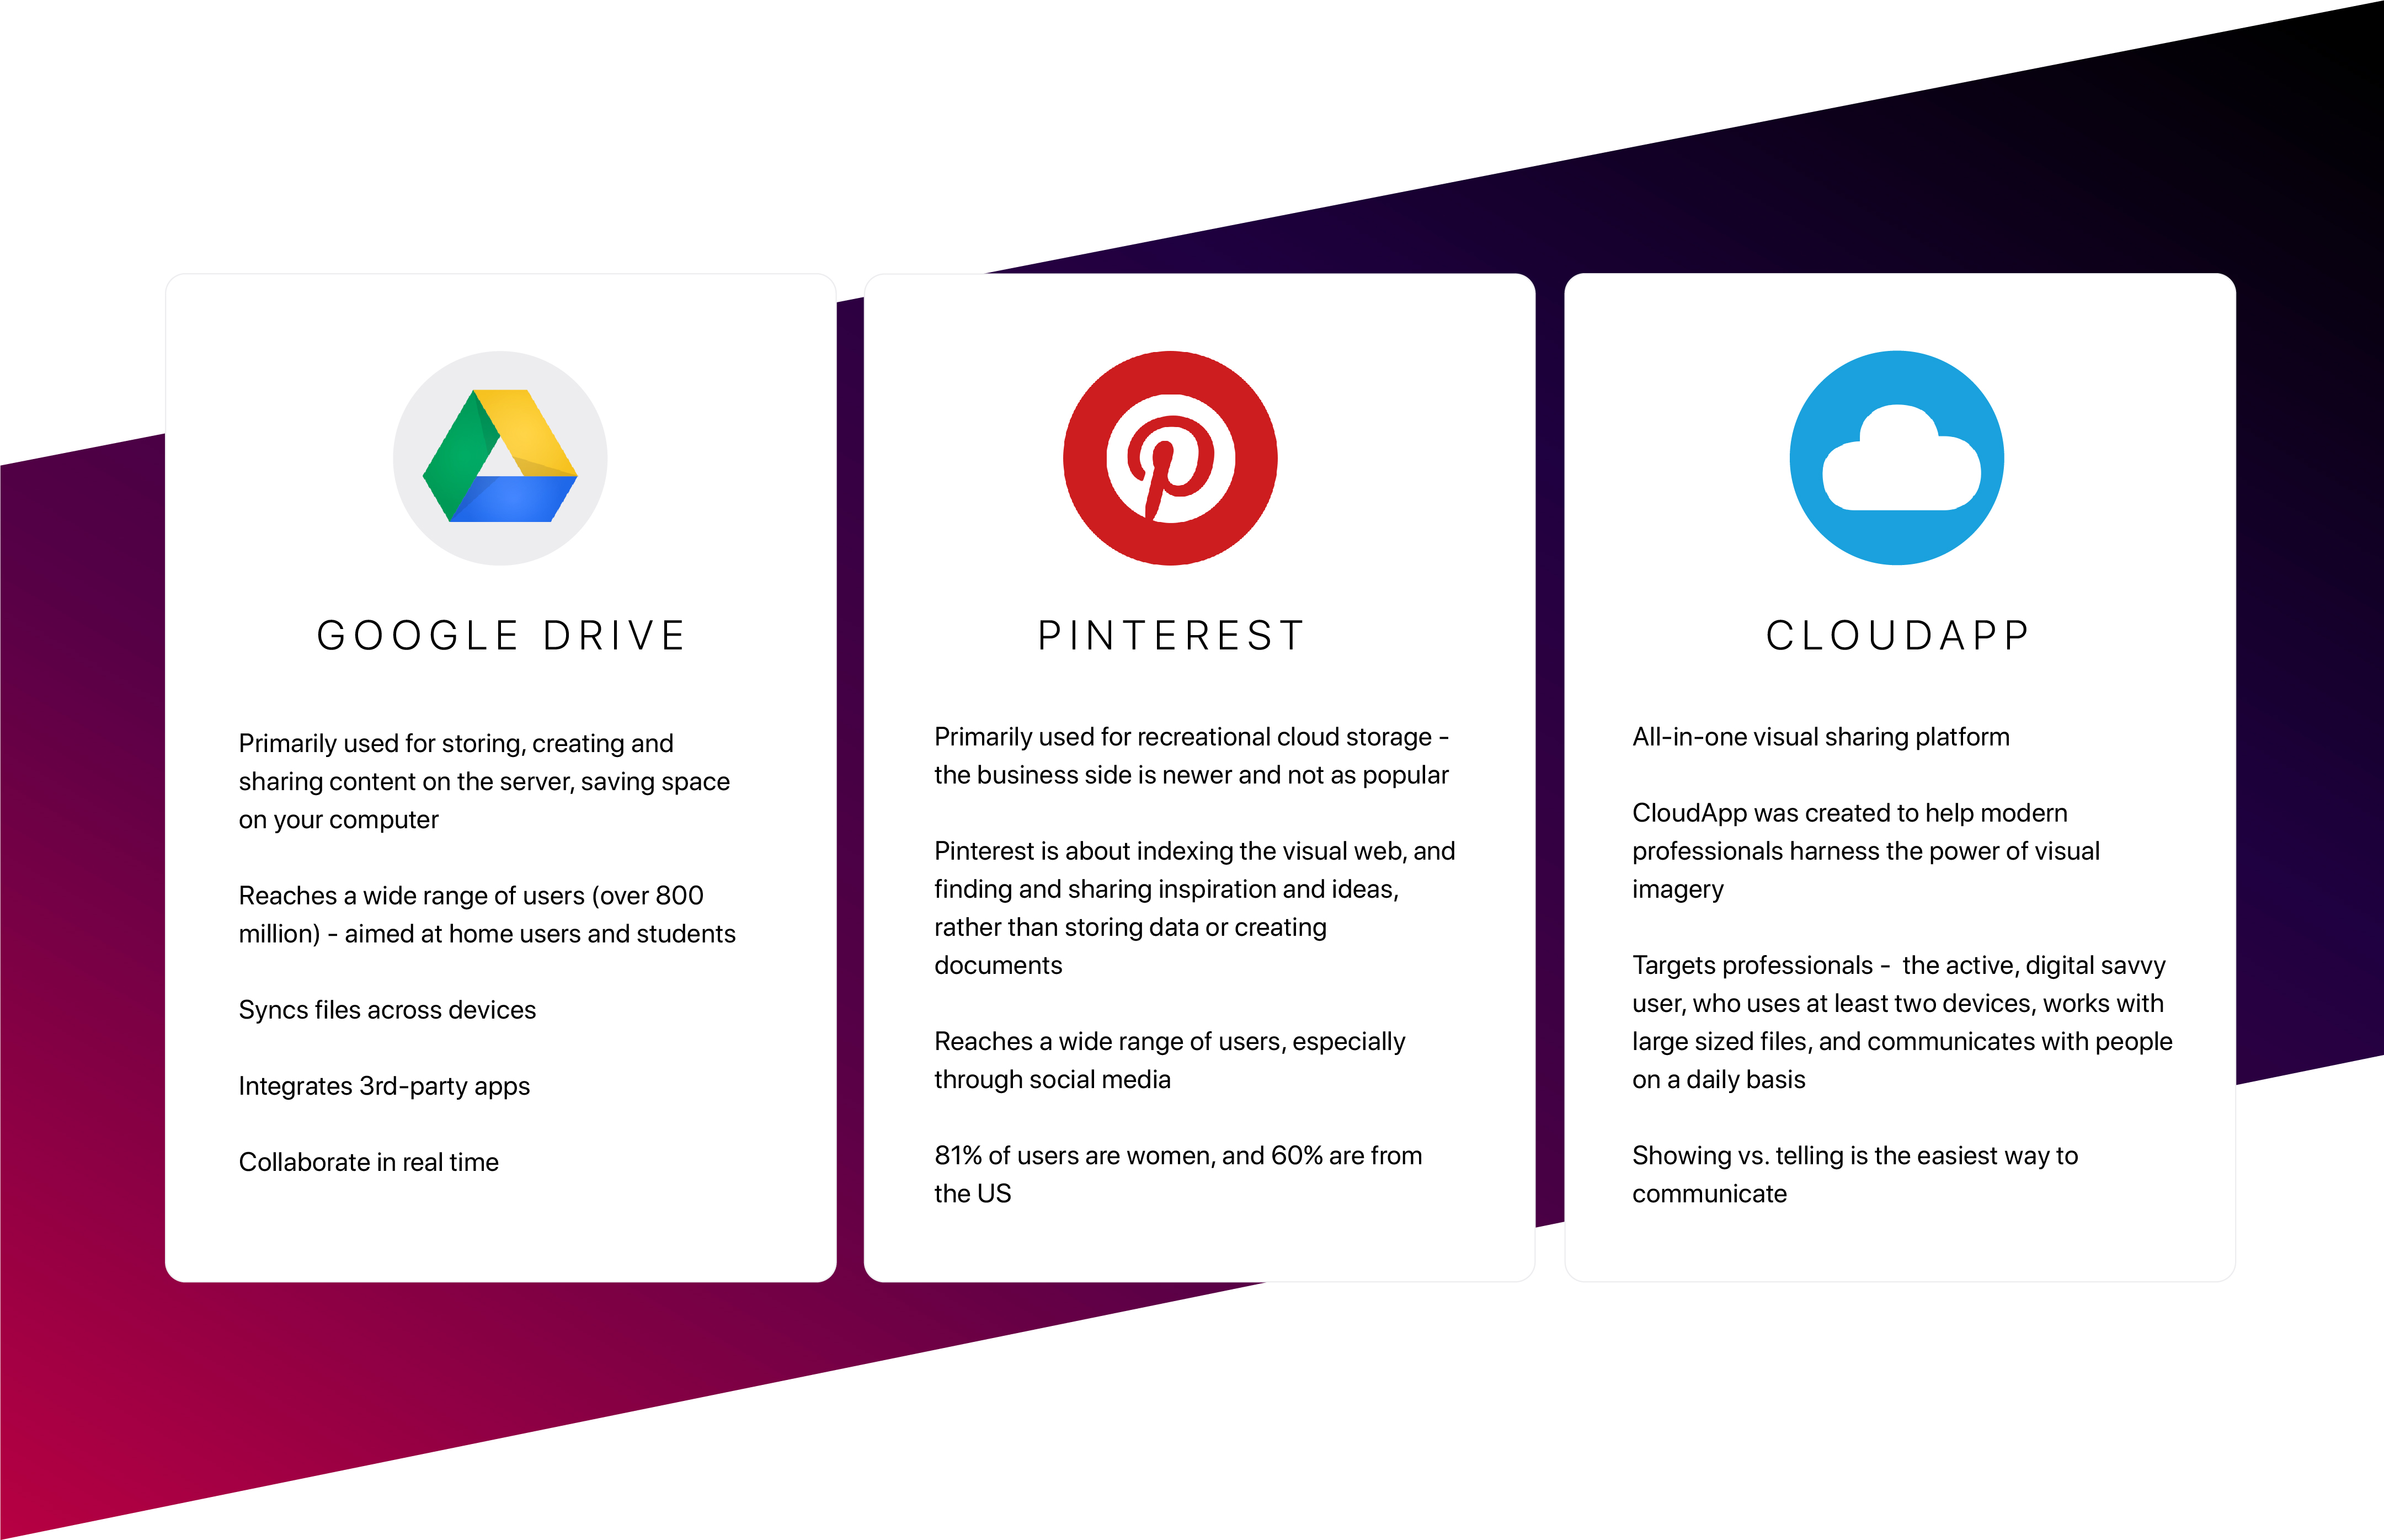 GOOGLE DRIVE
Primarily used for storing, creating and
sharing content on the server, saving space
on your computer
Reaches a wide range of users (over 800
million) - aimed at home users and students
Syncs files across devices
Integrates 3rd-party apps
Collaborate in real time
PINTEREST
Primarily used for recreational cloud storage -
the business side is newer and not as popular
Pinterest is about indexing the visual web, and
finding and sharing inspiration and ideas,
rather than storing data or creating
documents
Reaches a wide range of users, especially
through social media
81% of users are women, and 60% are from
the US
CLOUDAPP
All-in-one visual sharing platform
CloudApp was created to help modern
professionals harness the power of visual
imagery
Targets professionals -  the active, digital savvy
user, who uses at least two devices, works with
large sized files, and communicates with people
on a daily basis
Showing vs. telling is the easiest way to
communicate